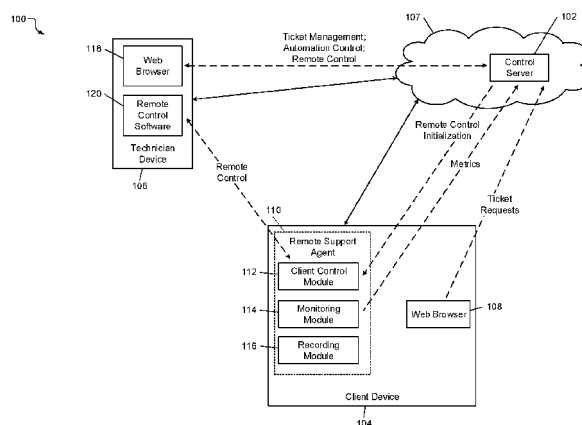 100
118
Web
Browser
120
Remote
Control
Software
Technician
Device
106
Ticket Management;
Automation Control;
Remote Control
107
102
Control
Server
Remote Control
Initialization
Metrics
Ticket
Requests
Remote
Control
110
Remote Support
Agent
112
Client Control
Module
114
Monitoring
Module
116
Recording
Module
Web Browser
108
Client Device
104